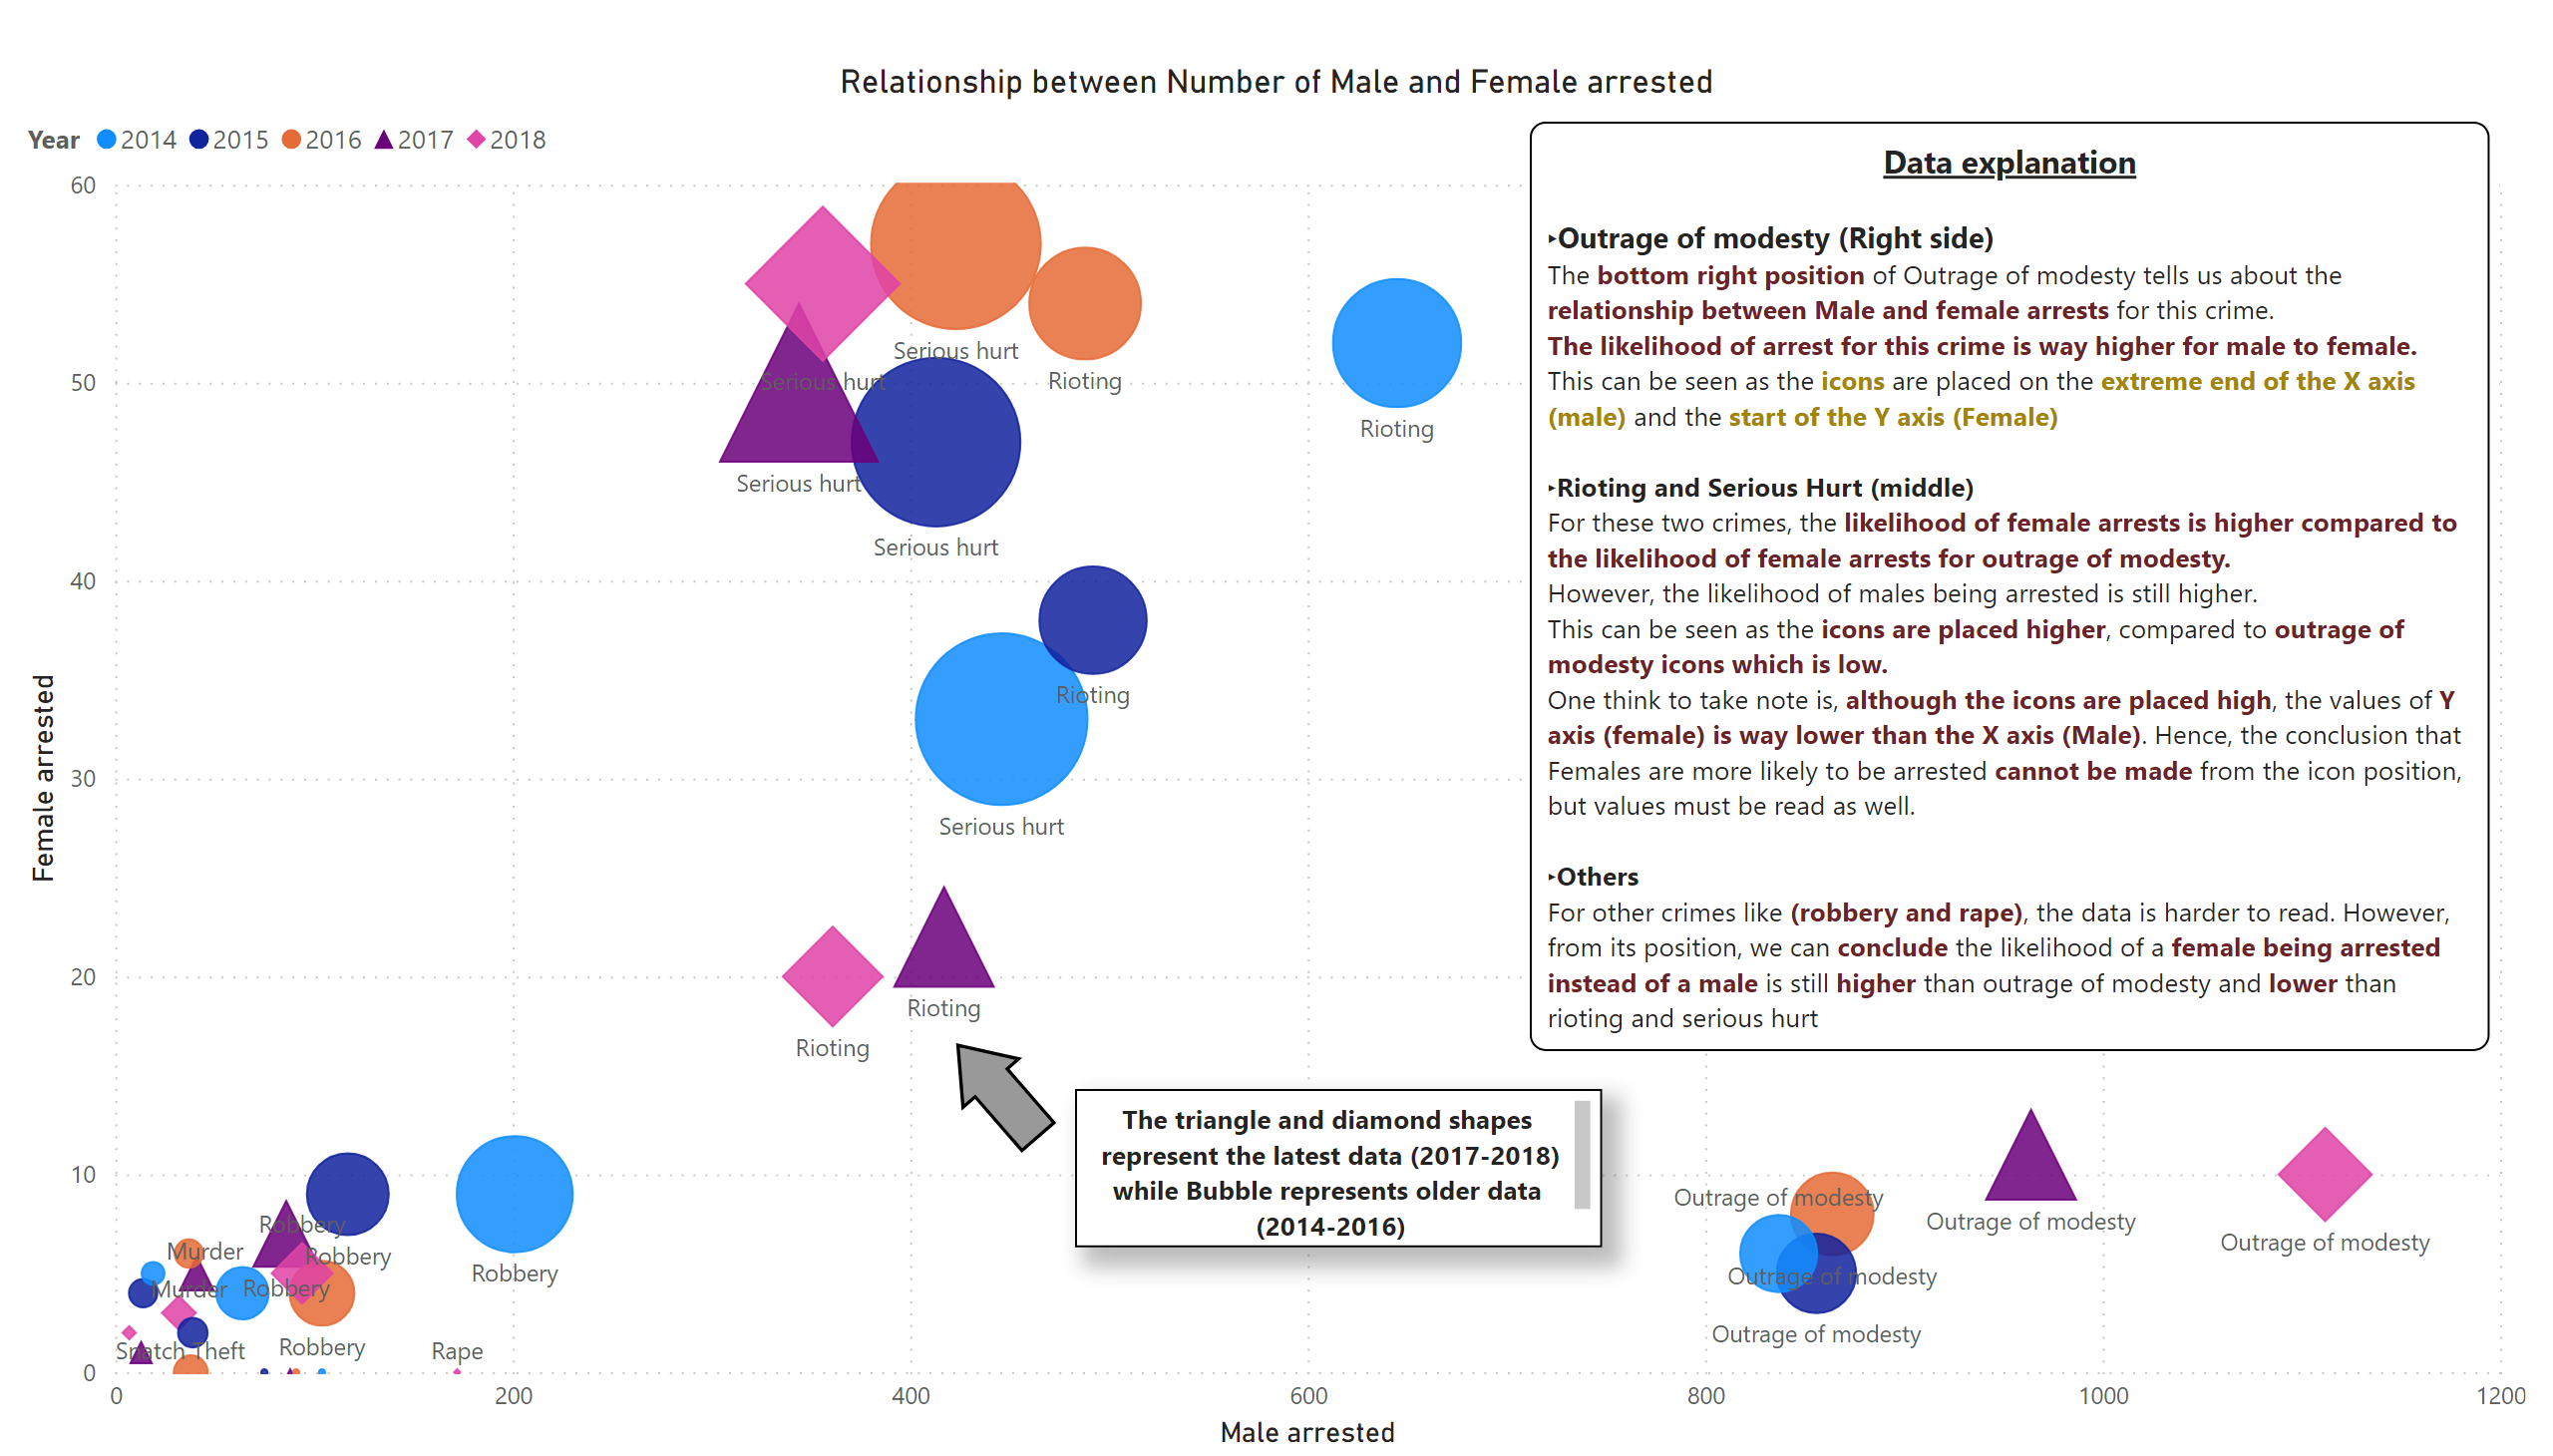 Relationship between Number of Male and Female arrested
Year 2014 2015 2016 2017 2018
Data explanation
▸Outrage of modesty (Right side)
The bottom right position of Outrage of modesty tells us about the
relationship between Male and female arrests for this crime.
The likelihood of arrest for this crime is way higher for male to female.
This can be seen as the icons are placed on the extreme end of the X axis
(male) and the start of the Y axis (Female)
▸Rioting and Serious Hurt (middle)
For these two crimes, the likelihood of female arrests is higher compared to
the likelihood of female arrests for outrage of modesty.
However, the likelihood of males being arrested is still higher.
This can be seen as the icons are placed higher, compared to outrage of
modesty icons which is low.
One think to take note is, although the icons are placed high, the values of Y
axis (female) is way lower than the X axis (Male). Hence, the conclusion that
Females are more likely to be arrested cannot be made from the icon position,
but values must be read as well.
▸Others
For other crimes like (robbery and rape), the data is harder to read. However,
from its position, we can conclude the likelihood of a female being arrested
instead of a male is still higher than outrage of modesty and lower than
rioting and serious hurt
The triangle and diamond shapes
represent the latest data (2017-2018)
while Bubble represents older data
(2014-2016)
Female arrested
60
50
40
30
20
10
0
Serious hurt
Serious hurt
Rioting
Rioting
Serious hurt
Serious hurt
Rioting
Serious hurt
Rioting
Rioting
Outrage of modesty
Outrage of modesty
Outrage of modesty
Outrage of modesty
Outrage of modesty
Robbery
Murder
Robbery
Robbery
Murder
Robbery
Snatch Theft
Robbery
Rape
0
200
400
600
800
1000
1200
Male arrested